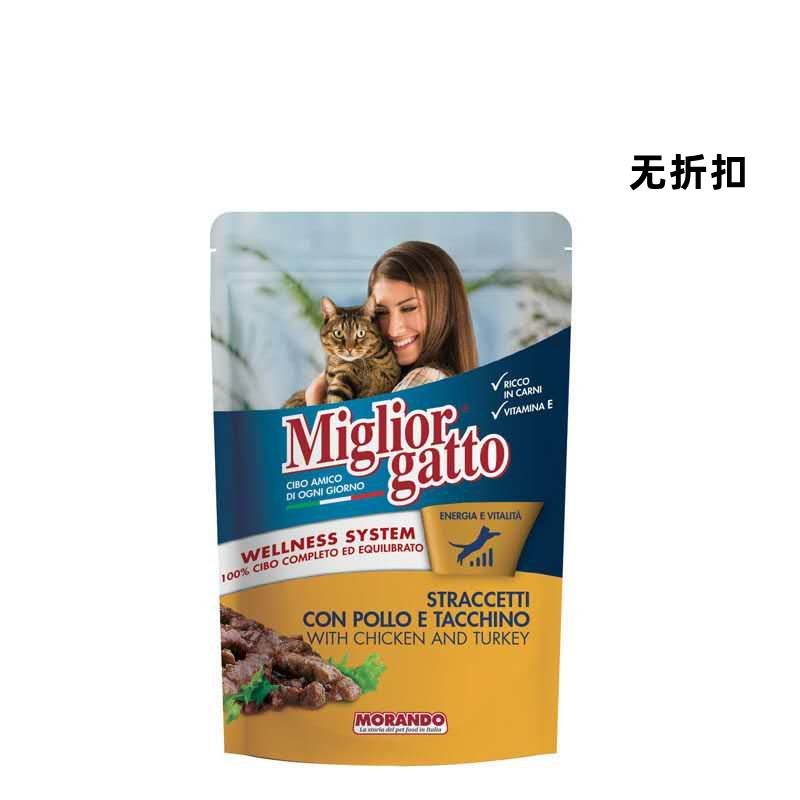 无折扣
RICCO
IN CARNI
VITAMINA E
Miglior®
gatto
CIBO AMICO
DI OGNI GIORNO
ENERGIA E VITALITÀ
WELLNESS SYSTEM
100% CIBO COMPLETO ED EQUILIBRATO
STRACCETTI
CON POLLO E TACCHINO
WITH CHICKEN AND TURKEY
MORANDO
La storia del pet food in Italia